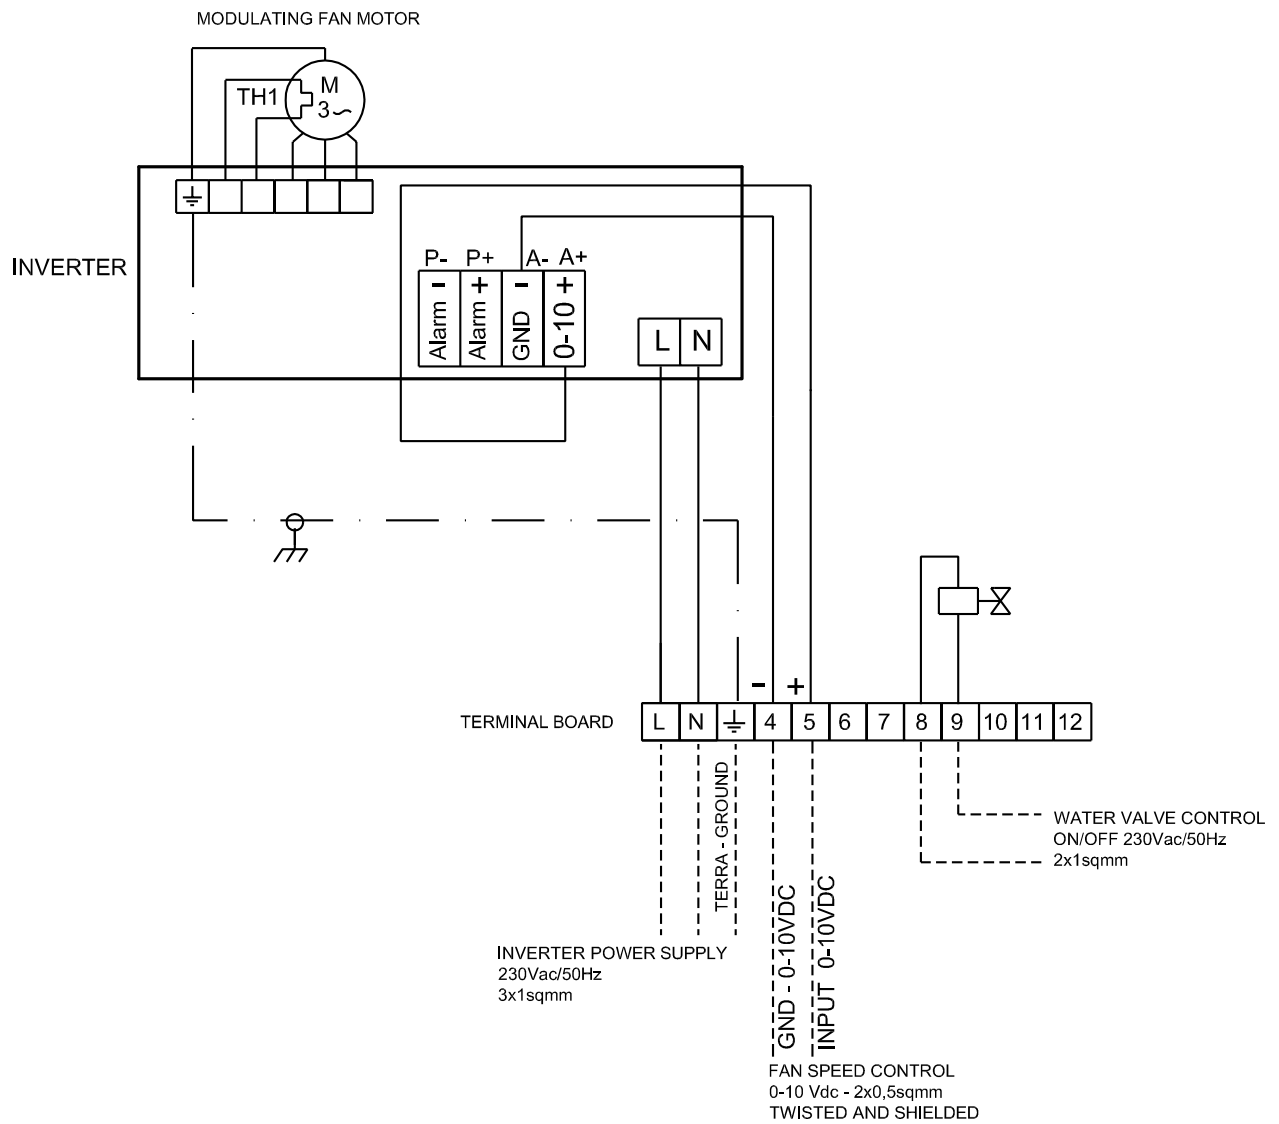 MODULATING FAN MOTOR
M
TH1
3~
INVERTER
P- P+ A- A+
Alarm -
Alarm +
GND -
0-10 +
L N
- +
TERMINAL BOARD
L N 4 5 6 7 8 9 10 11 12
TERRA - GROUND
WATER VALVE CONTROL
ON/OFF 230Vac/50Hz
2x1sqmm
INVERTER POWER SUPPLY
230Vac/50Hz
3x1sqmm
GND - 0-10VDC
INPUT 0-10VDC
FAN SPEED CONTROL
0-10 Vdc - 2x0,5sqmm
TWISTED AND SHIELDED